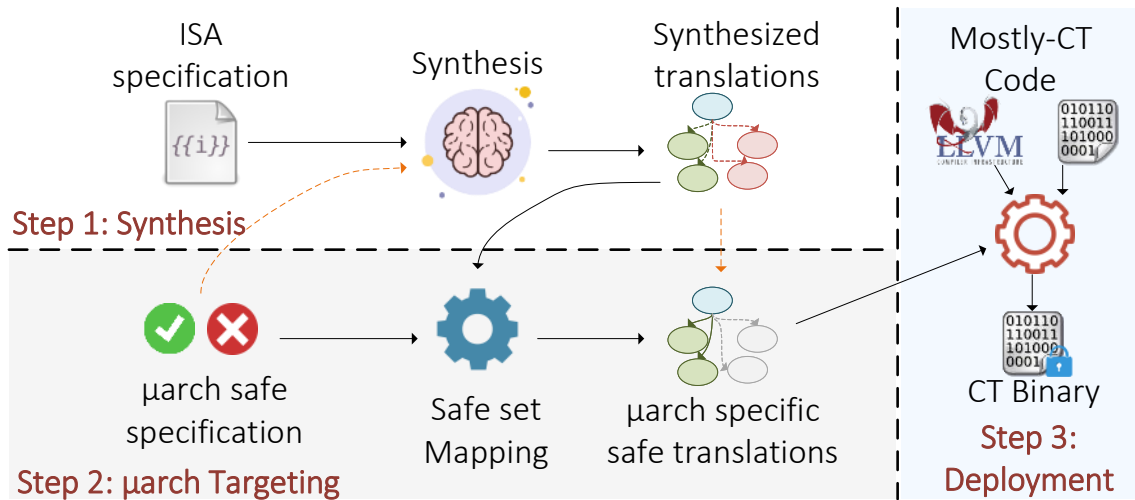 ISA
specification
{{i}}
Synthesis
Synthesized
translations
Step 1: Synthesis
µarch safe
specification
Safe set
Mapping
µarch specific
safe translations
Step 2: µarch Targeting
Mostly-CT
Code
LLVM
COMPILER INFRASTRUCTURE
010110
110011
101000
0001
010110
110011
101000
0001
CT Binary
Step 3:
Deployment